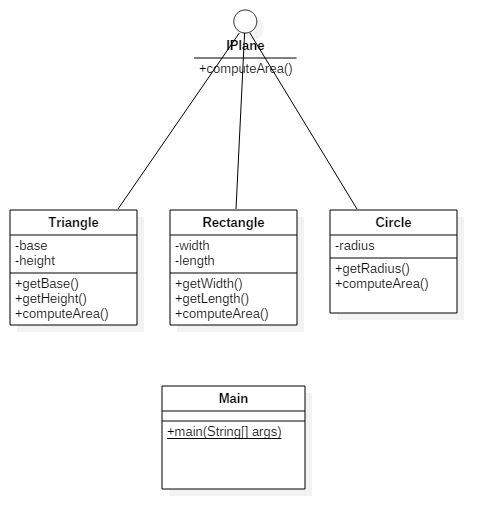 IPlane
+computeArea()
Triangle
-base
-height
+getBase()
+getHeight()
+computeArea()
Rectangle
-width
-length
+getWidth()
+getLength()
+computeArea()
Circle
-radius
+getRadius()
+computeArea()
Main
+main(String[] args)